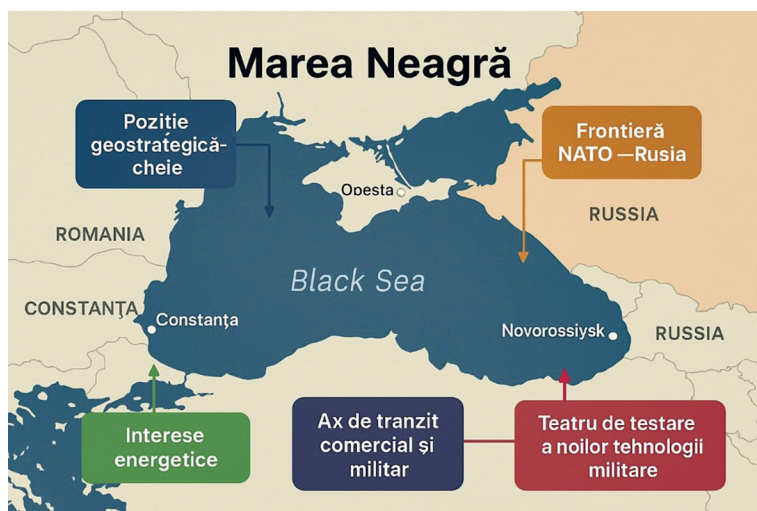 Marea Neagră
Poziție
geostrategică-
cheie
Frontieră
NATO —Rusia
Opesta
RUSSIA
ROMANIA
Black Sea
CONSTANȚA
Constanța
Novorossiysk
RUSSIA
Interese
energetice
Ax de tranzit
comercial și
militar
Teatru de testare
a noilor tehnologii
militare